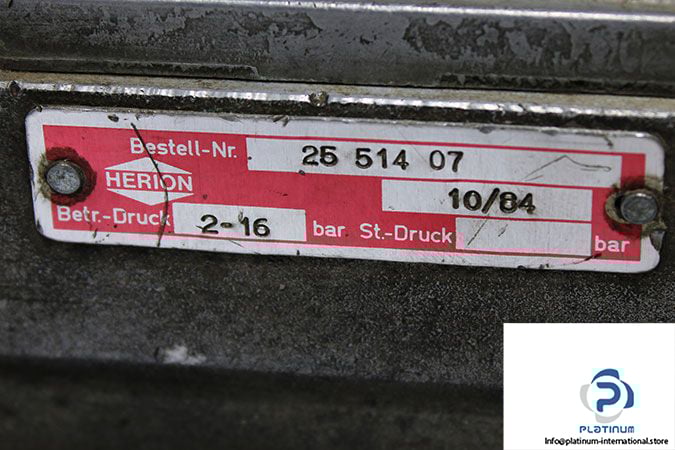 Bestell-Nr. 25 514 07
HERION
10/84
Betr.-Druck 2-16 bar St.-Druck bar
PLATINUM
Info@platinum-international.store